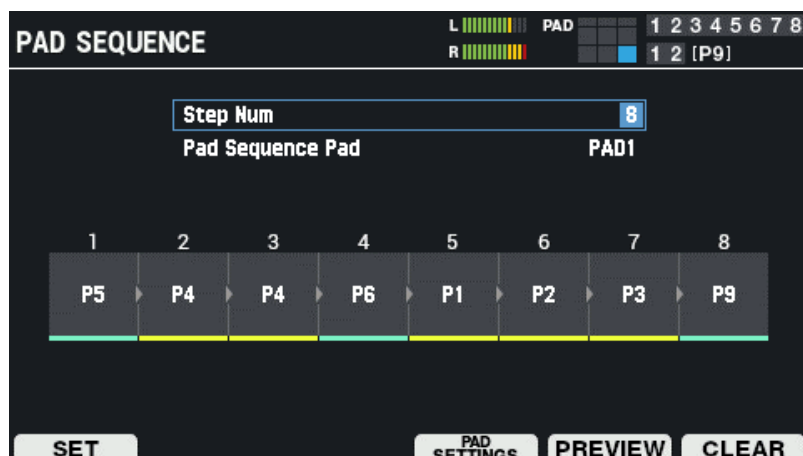 PAD SEQUENCE
L PAD 1 2 3 4 5 6 7 8
R 1 2 [P9]
Step Num 8
Pad Sequence Pad PAD1
1 2 3 4 5 6 7 8
P5 P4 P4 P6 P1 P2 P3 P9
SET PAD SETTINGS PREVIEW CLEAR